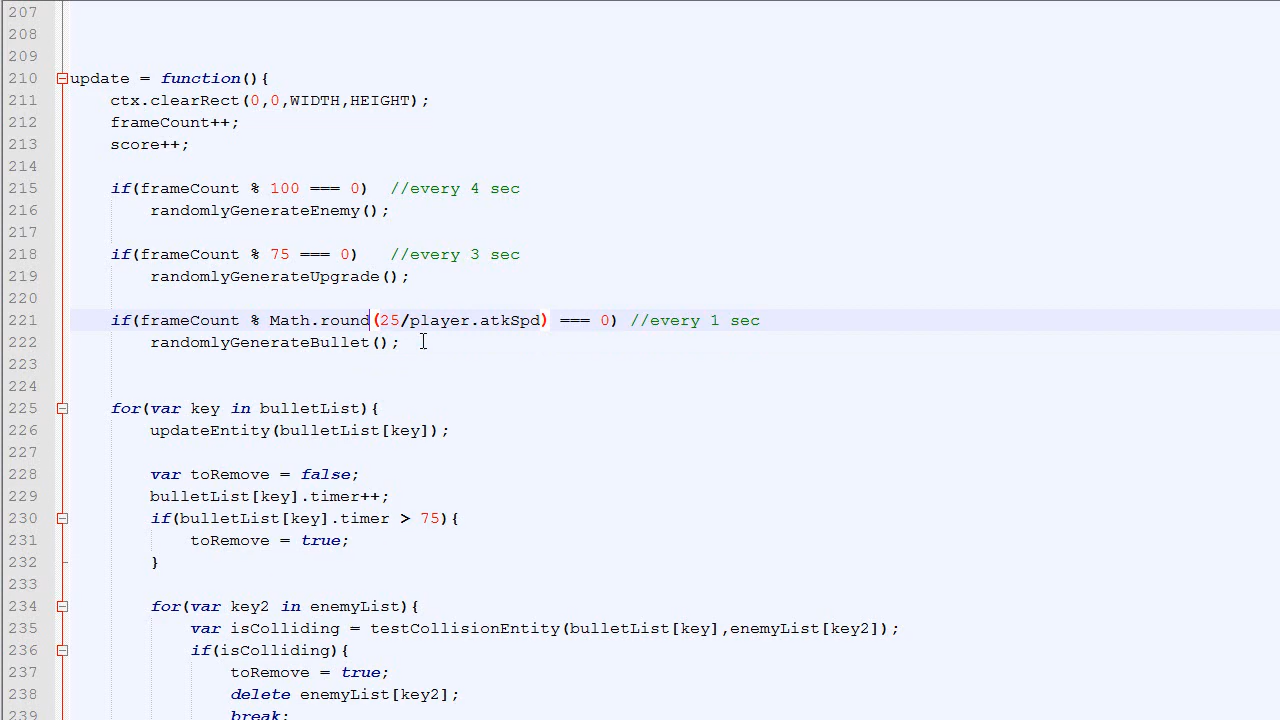 207
208
209
210 update = function(){
211 ctx.clearRect(0,0,WIDTH,HEIGHT);
212 frameCount++;
213 score++;
214
215 if(frameCount % 100 === 0) //every 4 sec
216 randomlyGenerateEnemy();
217
218 if(frameCount % 75 === 0) //every 3 sec
219 randomlyGenerateUpgrade();
220
221 if(frameCount % Math.round(25/player.atkSpd) === 0) //every 1 sec
222 randomlyGenerateBullet();
223
224
225 for(var key in bulletList){
226 updateEntity(bulletList[key]);
227
228 var toRemove = false;
229 bulletList[key].timer++;
230 if(bulletList[key].timer > 75){
231 toRemove = true;
232 }
233
234 for(var key2 in enemyList){
235 var isColliding = testCollisionEntity(bulletList[key],enemyList[key2]);
236 if(isColliding){
237 toRemove = true;
238 delete enemyList[key2];
239 break;